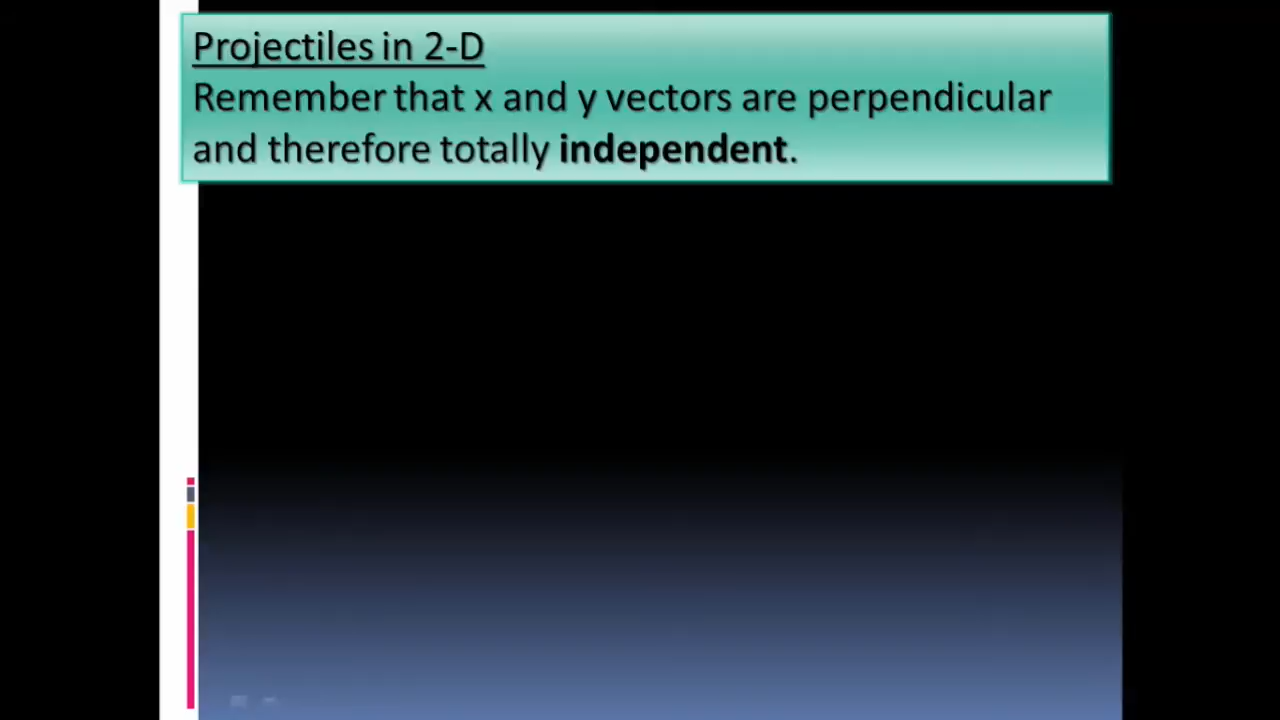 Projectiles in 2-D
Remember that x and y vectors are perpendicular
and therefore totally independent.